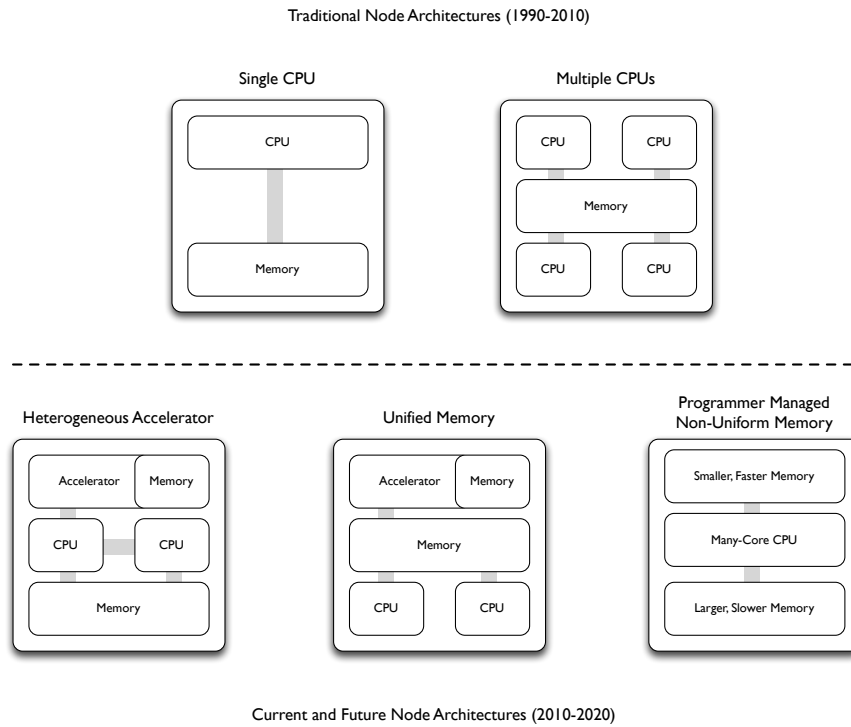 Traditional Node Architectures (1990-2010)
Single CPU
CPU
Memory
Multiple CPUs
CPU
CPU
Memory
CPU
CPU
Heterogeneous Accelerator
Accelerator
Memory
CPU
CPU
Memory
Unified Memory
Accelerator
Memory
Memory
CPU
CPU
Programmer Managed
Non-Uniform Memory
Smaller, Faster Memory
Many-Core CPU
Larger, Slower Memory
Current and Future Node Architectures (2010-2020)